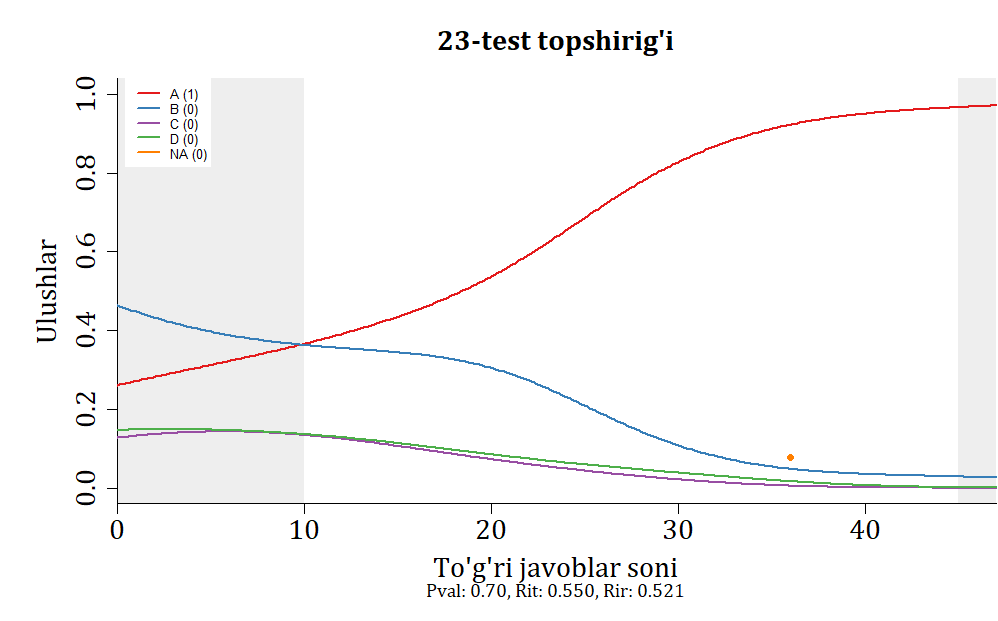 23-test topshirig'i
A (1)
B (0)
C (0)
D (0)
NA (0)
Ulushlar
1.0
0.8
0.6
0.4
0.2
0.0
0 10 20 30 40
To'g'ri javoblar soni
Pval: 0.70, Rit: 0.550, Rir: 0.521